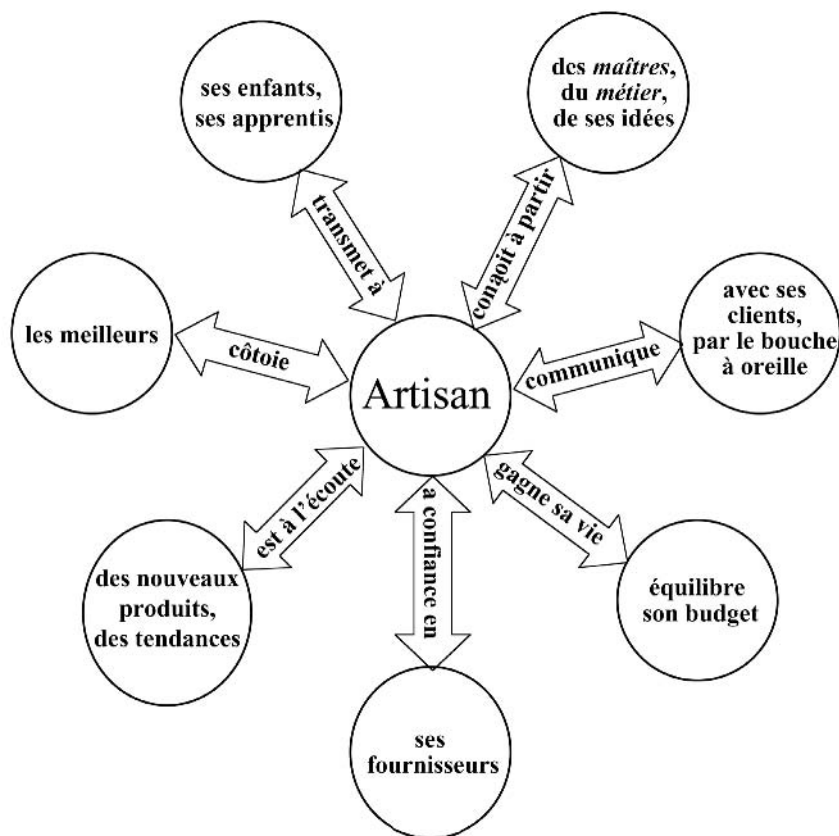 ses enfants,
ses apprentis
des maîtres,
du métier,
de ses idées
transmet à
conąoit à partir
les meilleurs
côtoie
Artisan
communique
avec ses
clients,
par le bouche
à oreille
est à l'écoute
a confiance en
gagne sa vie
des nouveaux
produits,
des tendances
équilibre
son budget
ses
fournisseurs